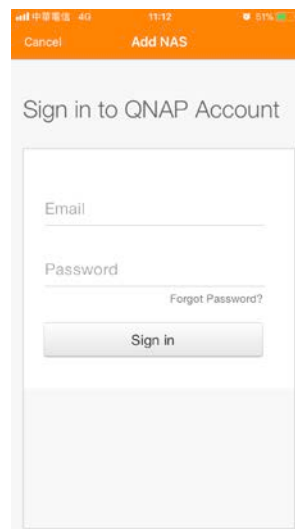 中華電信 4G 11:12 51%
Cancel Add NAS
Sign in to QNAP Account
Email
Password
Forgot Password?
Sign in